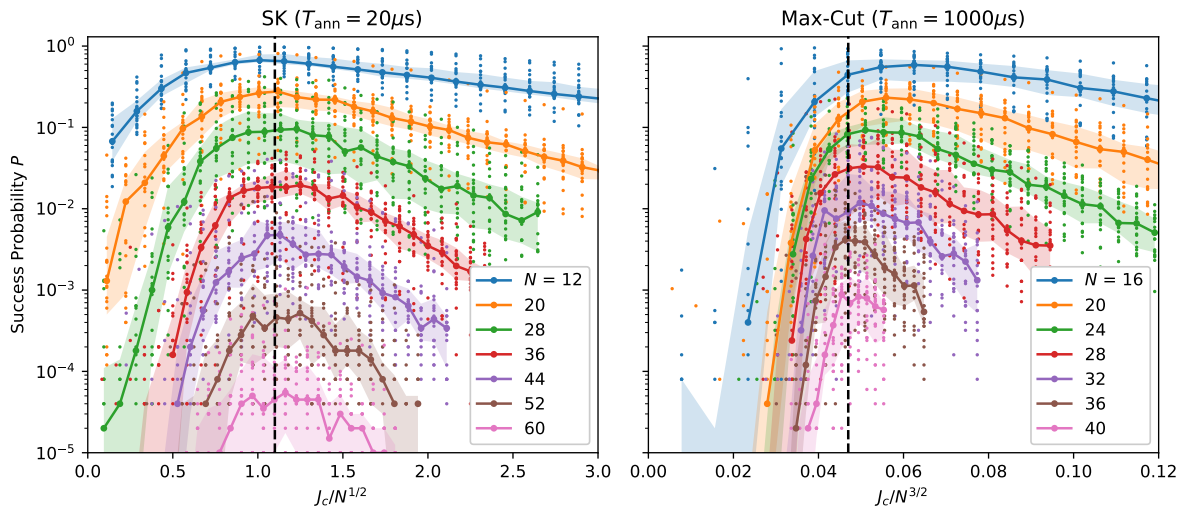 SK (T_ann = 20μs)
Success Probability P
10^0
10^-1
10^-2
10^-3
10^-4
10^-5
0.0 0.5 1.0 1.5 2.0 2.5 3.0
J_c/N^{1/2}
N = 12
20
28
36
44
52
60
Max-Cut (T_ann = 1000μs)
0.00 0.02 0.04 0.06 0.08 0.10 0.12
J_c/N^{3/2}
N = 16
20
24
28
32
36
40